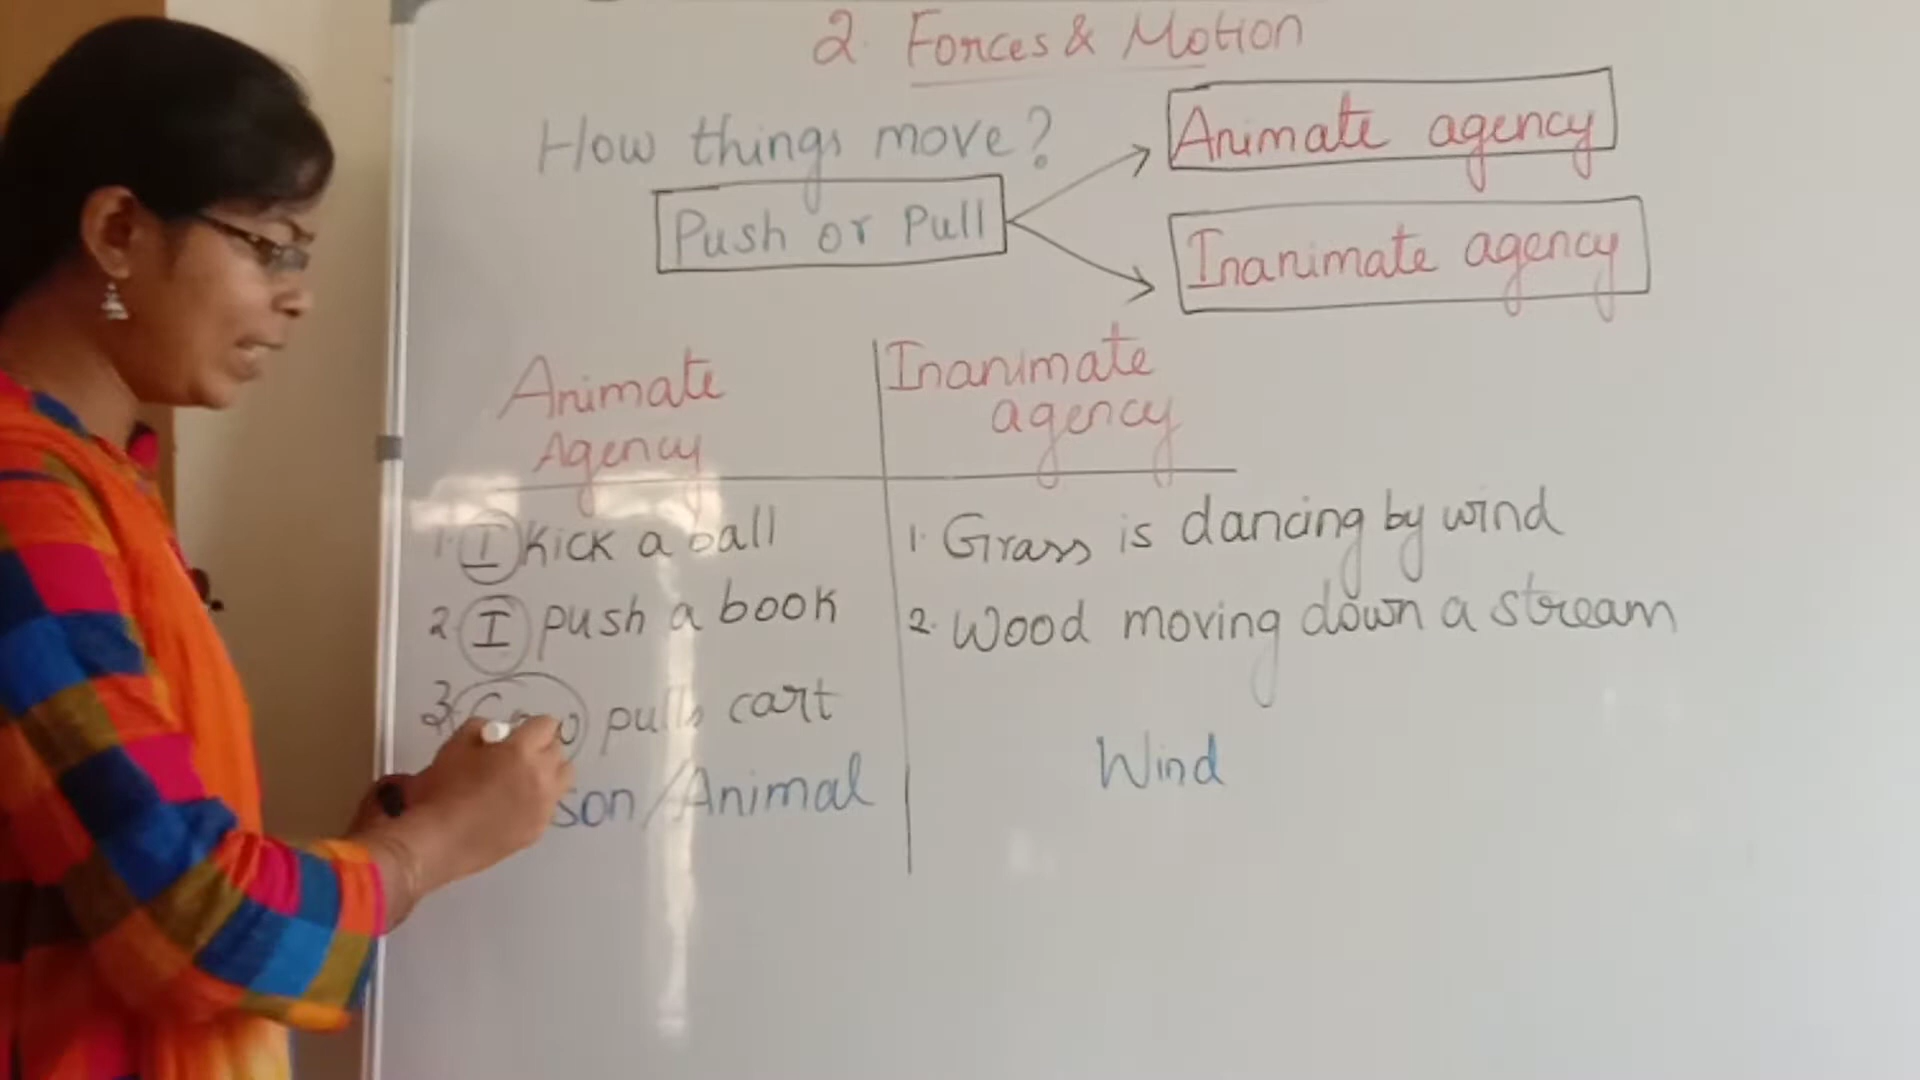 2. Forces & Motion
How things move?
Push or Pull
Animate agency
Inanimate agency
Animate Agency
Inanimate agency
1. I kick a ball
2 I push a book
3. Cow pulls cart
/Animal
1. Grass is dancing by wind
2. Wood moving down a stream
Wind